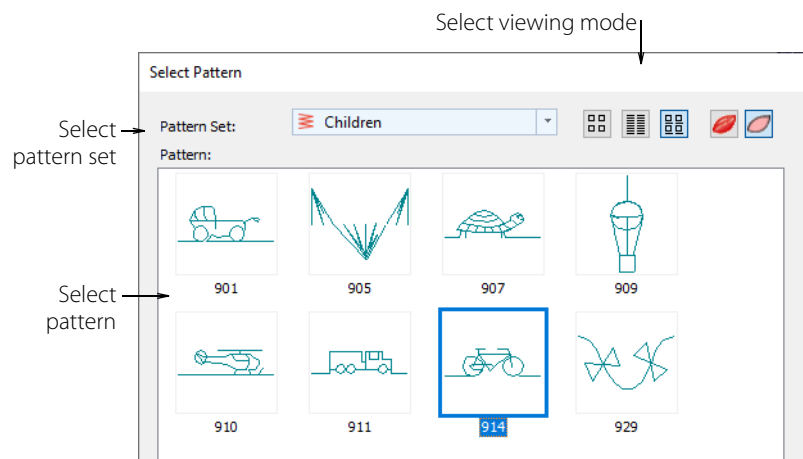 Select viewing mode
Select Pattern
Select
pattern set
Pattern Set:
Children
Pattern:
901
905
907
909
Select
pattern
910
911
914
929